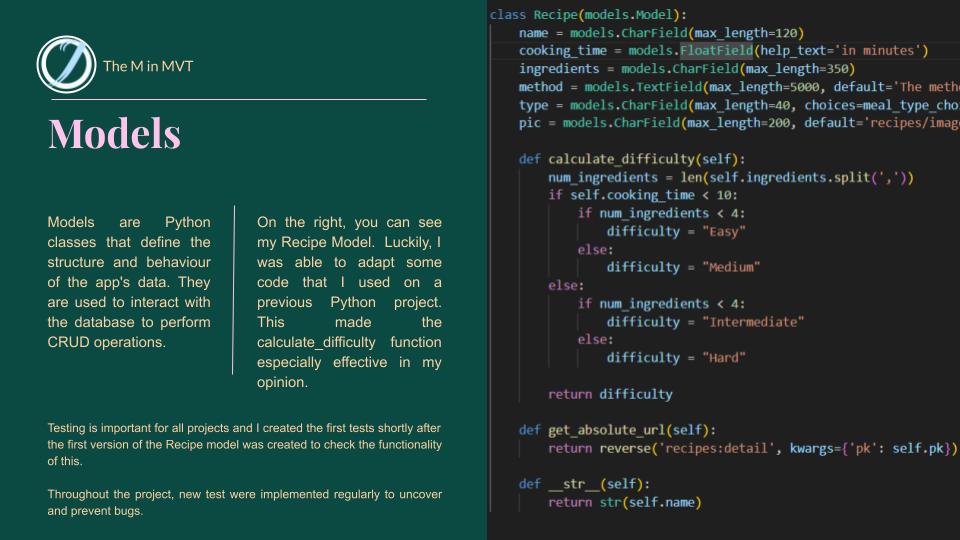 The M in MVT
Models
Models are Python
classes that define the
structure and behaviour
of the app's data. They
are used to interact with
the database to perform
CRUD operations.
On the right, you can see
my Recipe Model. Luckily, I
was able to adapt some
code that I used on a
previous Python project.
This made the
calculate_difficulty function
especially effective in my
opinion.
Testing is important for all projects and I created the first tests shortly after
the first version of the Recipe model was created to check the functionality
of this.
Throughout the project, new test were implemented regularly to uncover
and prevent bugs.
class Recipe(models.Model):
    name = models.CharField(max_length=120)
    cooking_time = models.FloatField(help_text='in minutes')
    ingredients = models.CharField(max_length=350)
    method = models.TextField(max_length=5000, default='The meth
    type = models.CharField(max_length=40, choices=meal_type_cho
    pic = models.CharField(max_length=200, default='recipes/imag
    def calculate_difficulty(self):
        num_ingredients = len(self.ingredients.split(','))
        if self.cooking_time < 10:
            if num_ingredients < 4:
                difficulty = "Easy"
            else:
                difficulty = "Medium"
        else:
            if num_ingredients < 4:
                difficulty = "Intermediate"
            else:
                difficulty = "Hard"
        return difficulty
    def get_absolute_url(self):
        return reverse('recipes:detail', kwargs={'pk': self.pk})
    def __str__(self):
        return str(self.name)